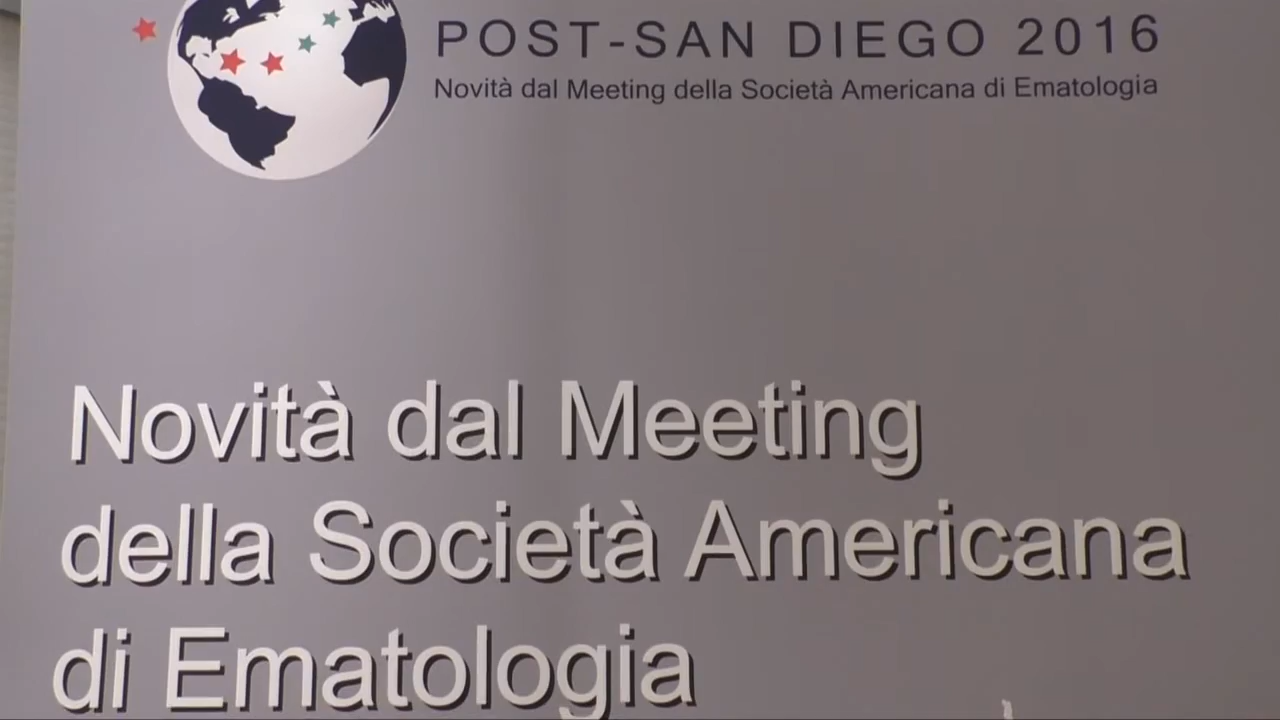 POST-SAN DIEGO 2016
Novità dal Meeting della Società Americana di Ematologia
Novità dal Meeting
della Società Americana
di Ematologia